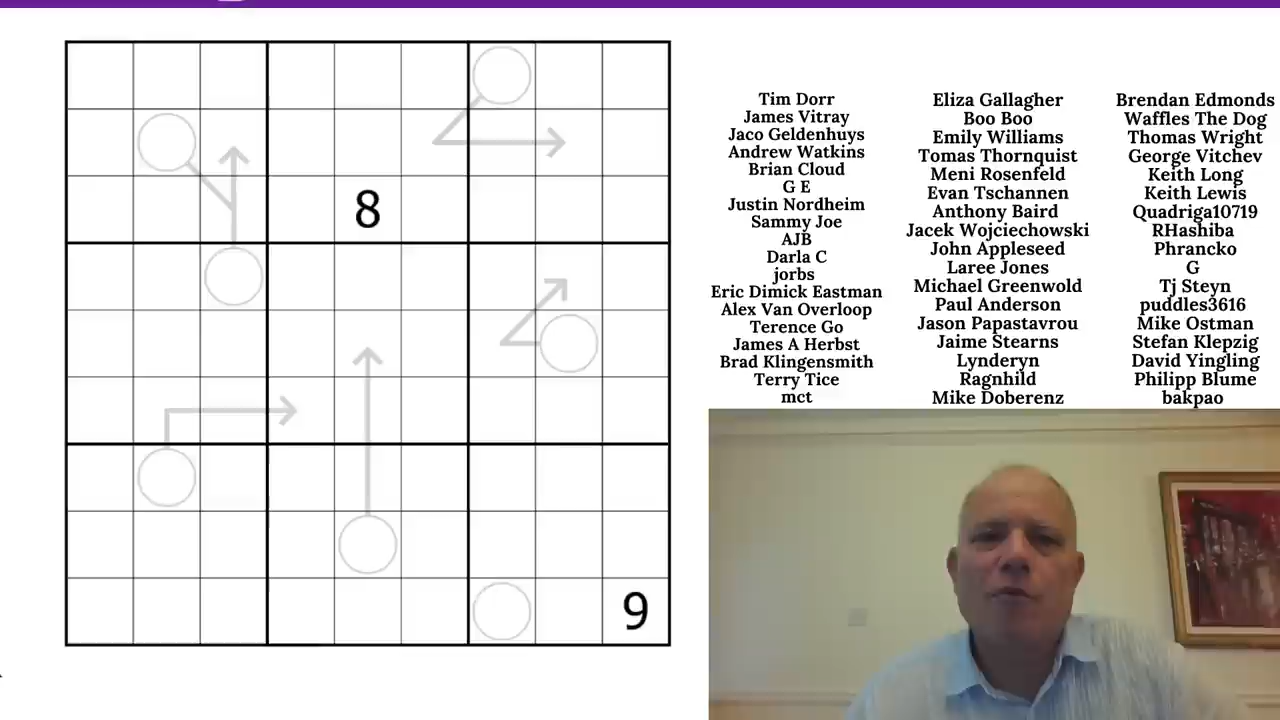 8
9
Tim Dorr
James Vitray
Jaco Geldenhuys
Andrew Watkins
Brian Cloud
G E
Justin Nordheim
Sammy Joe
AJB
Darla C
jorbs
Eric Dimick Eastman
Alex Van Overloop
Terence Go
James A Herbst
Brad Klingensmith
Terry Tice
mct
Eliza Gallagher
Boo Boo
Emily Williams
Tomas Thornquist
Meni Rosenfeld
Evan Tschannen
Anthony Baird
Jacek Wojciechowski
John Appleseed
Laree Jones
Michael Greenwold
Paul Anderson
Jason Papastavrou
Jaime Stearns
Lynderyn
Ragnhild
Mike Doberenz
Brendan Edmonds
Waffles The Dog
Thomas Wright
George Vitchev
Keith Long
Keith Lewis
Quadriga10719
RHashiba
Phrancko
G
Tj Steyn
puddles3616
Mike Ostman
Stefan Klepzig
David Yingling
Philipp Blume
bakpao